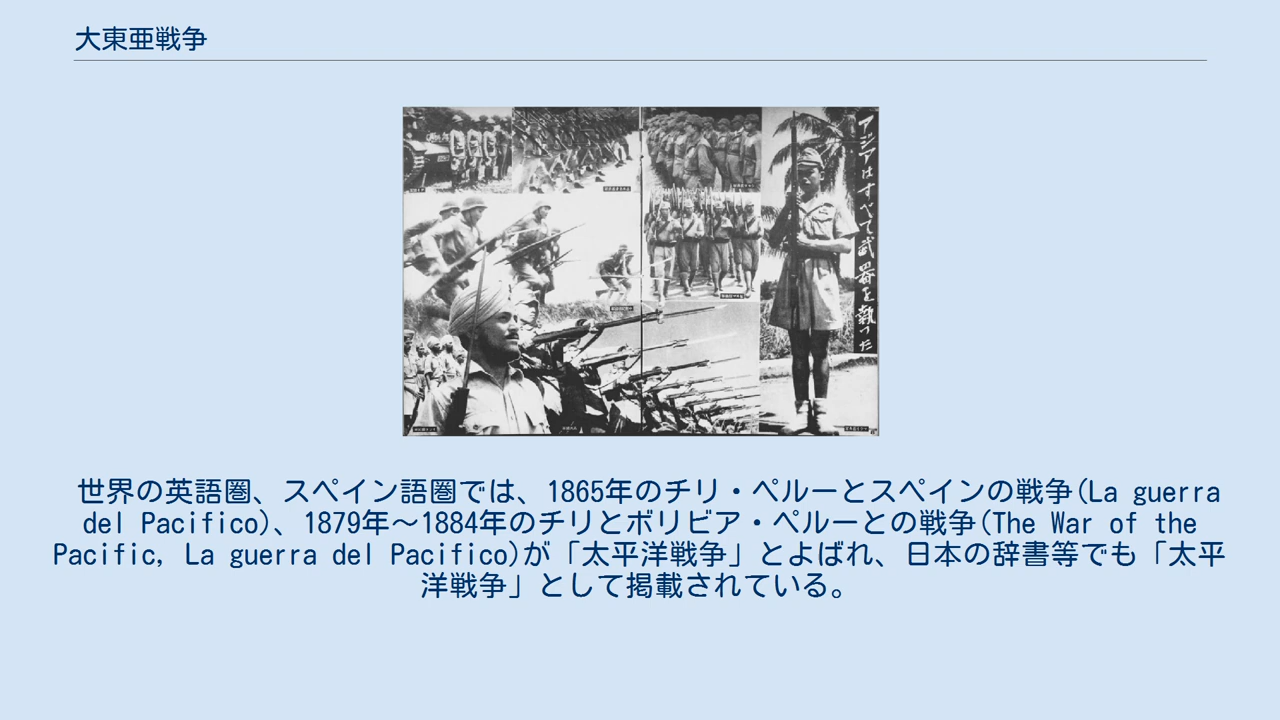 大東亜戦争
アジアはすべて武器を執つた
世界の英語圏、スペイン語圏では、1865年のチリ・ペルーとスペインの戦争(La guerra
del Pacifico)、1879年～1884年のチリとボリビア・ペルーとの戦争(The War of the
Pacific, La guerra del Pacifico)が「太平洋戦争」とよばれ、日本の辞書等でも「太平
洋戦争」として掲載されている。